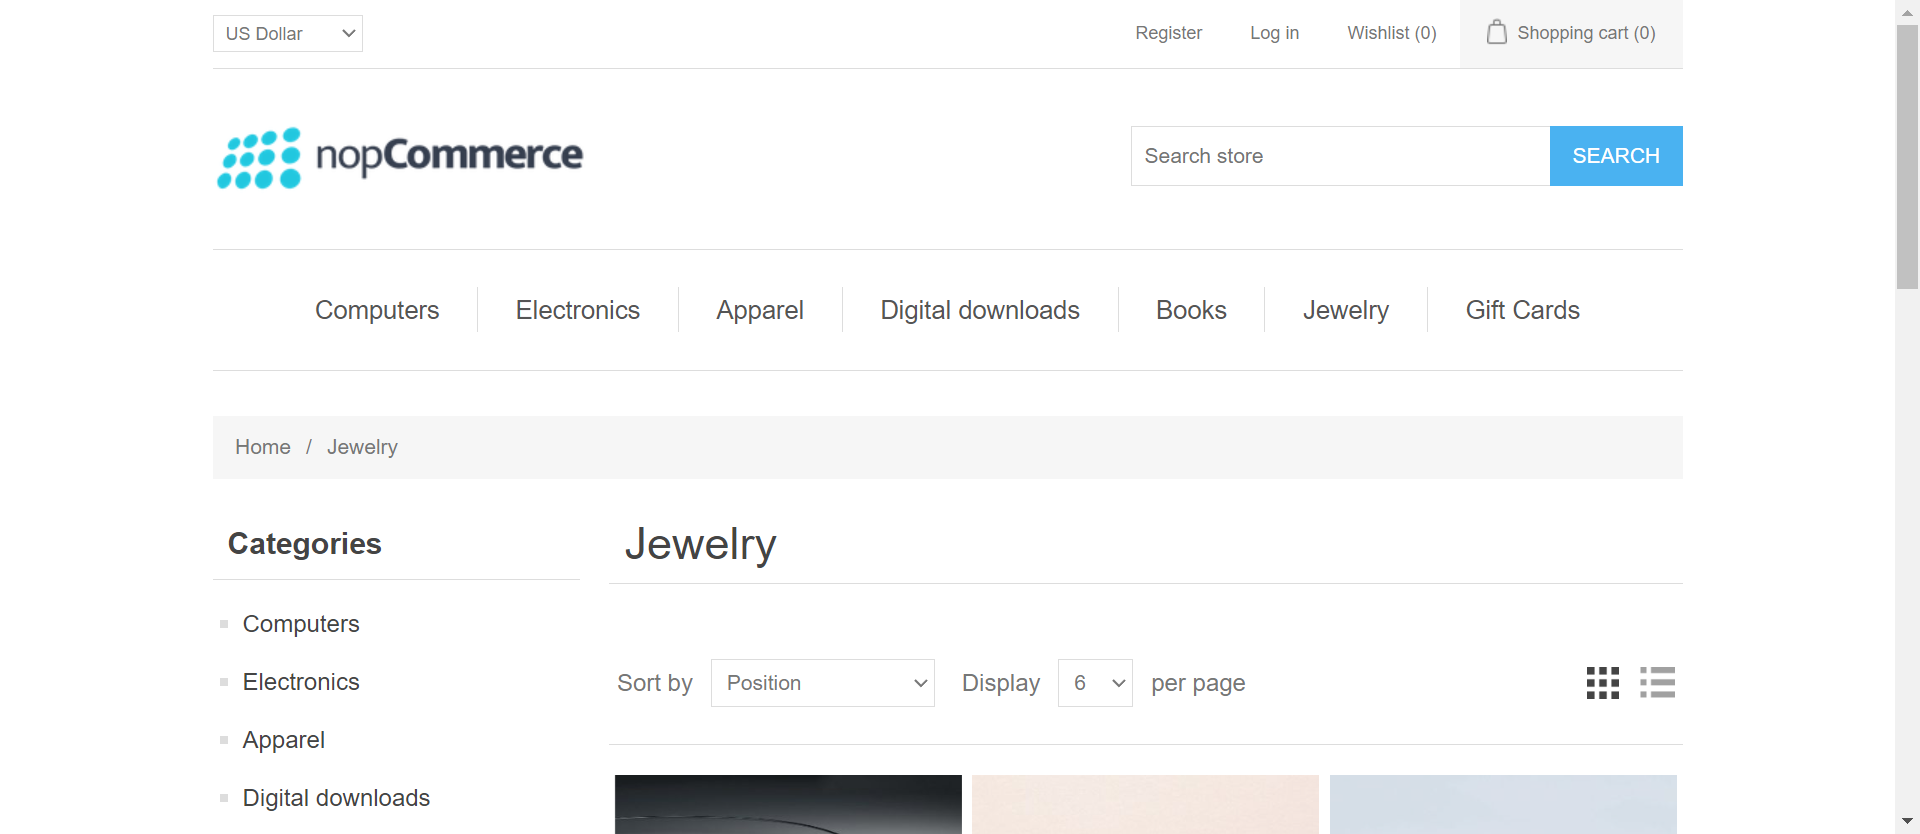 US Dollar
Register
Log in
Wishlist (0)
Shopping cart (0)
nopCommerce
Search store
SEARCH
Computers
Electronics
Apparel
Digital downloads
Books
Jewelry
Gift Cards
Home / Jewelry
Categories
Computers
Electronics
Apparel
Digital downloads
Jewelry
Sort by Position Display 6 per page